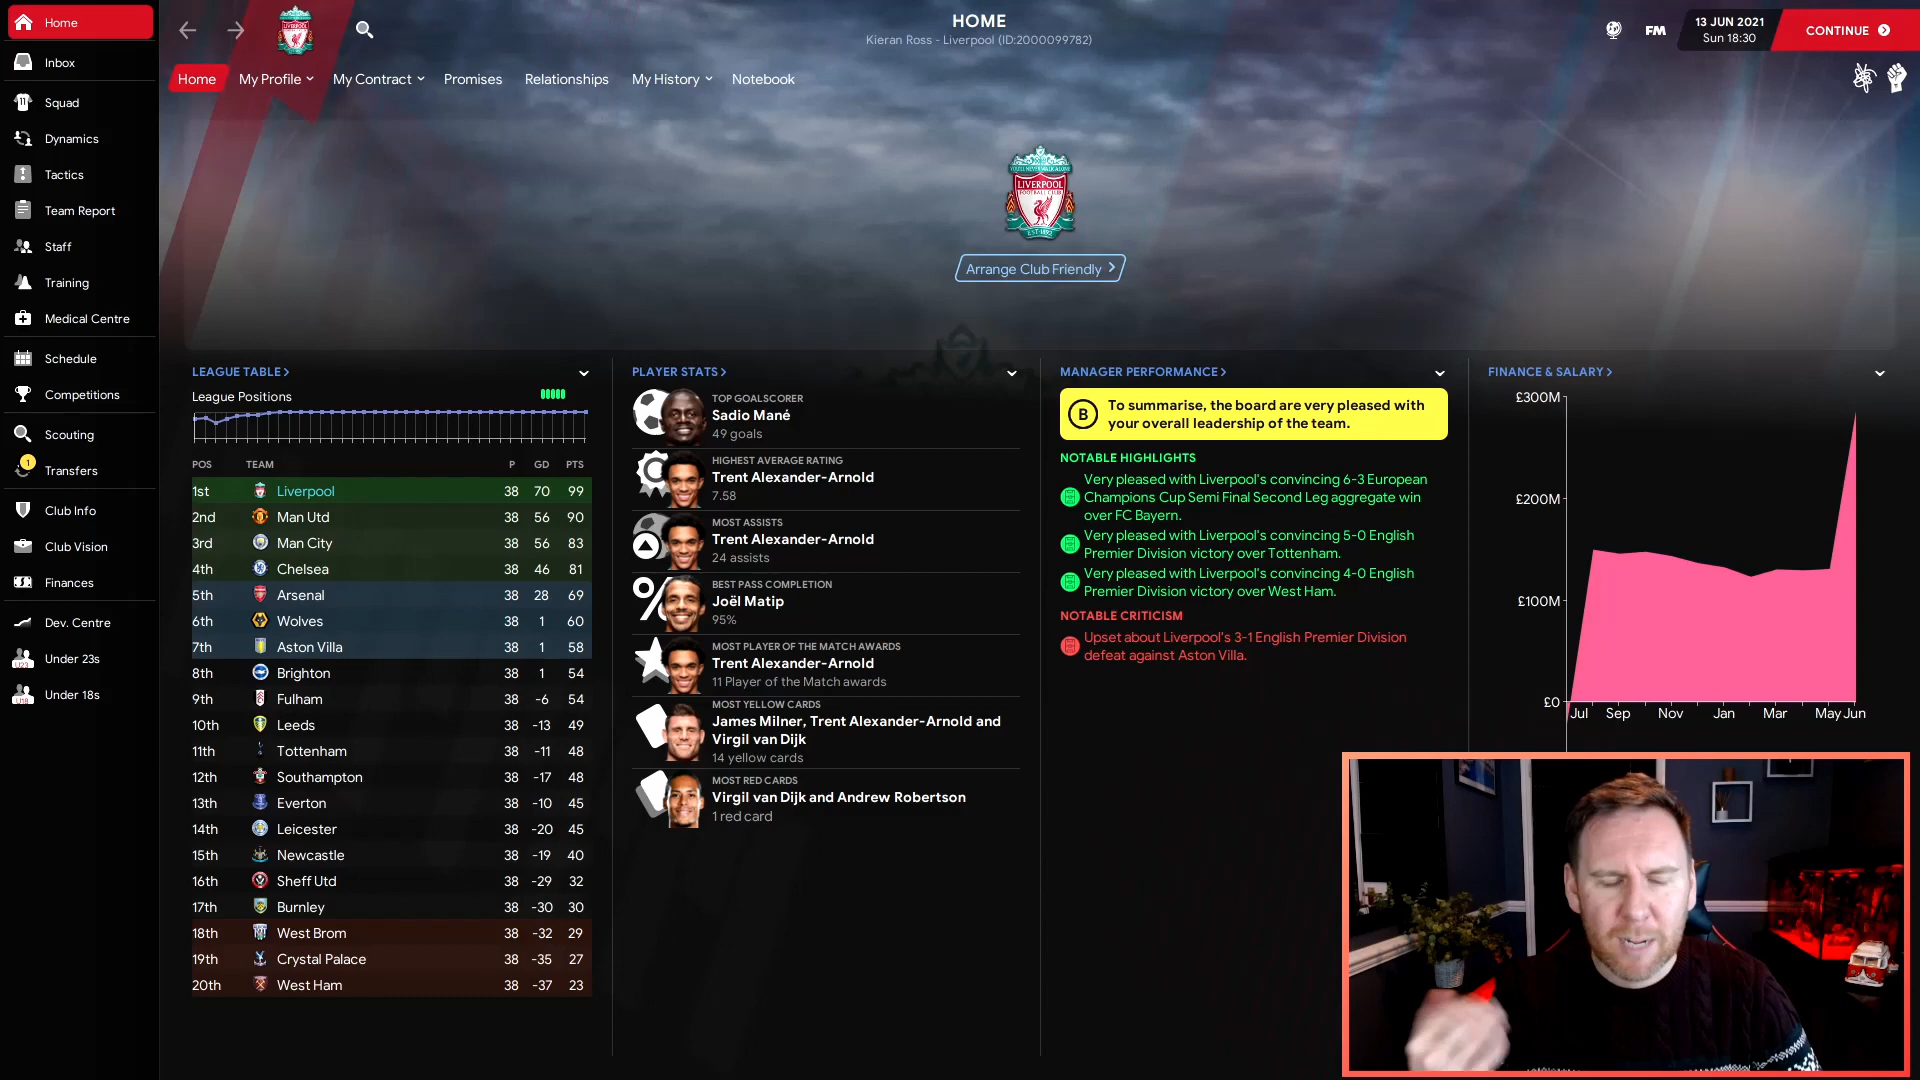 Home
Inbox
Squad
Dynamics
Tactics
Team Report
Staff
Training
Medical Centre
Schedule
Competitions
Scouting
1
Transfers
Club Info
Club Vision
Finances
Dev. Centre
Under 23s
Under 18s
HOME
Kieran Ross - Liverpool (ID:2000099782)
FM
13 JUN 2021
Sun 18:30
CONTINUE
Home
My Profile
My Contract
Promises
Relationships
My History
Notebook
LIVERPOOL
FOOTBALL CLUB
EST·1892
Arrange Club Friendly
LEAGUE TABLE
League Positions
POS TEAM P GD PTS
1st Liverpool 38 70 99
2nd Man Utd 38 56 90
3rd Man City 38 56 83
4th Chelsea 38 46 81
5th Arsenal 38 28 69
6th Wolves 38 1 60
7th Aston Villa 38 1 58
8th Brighton 38 1 54
9th Fulham 38 -6 54
10th Leeds 38 -13 49
11th Tottenham 38 -11 48
12th Southampton 38 -17 48
13th Everton 38 -10 45
14th Leicester 38 -20 45
15th Newcastle 38 -19 40
16th Sheff Utd 38 -29 32
17th Burnley 38 -30 30
18th West Brom 38 -32 29
19th Crystal Palace 38 -35 27
20th West Ham 38 -37 23
PLAYER STATS
TOP GOALSCORER
Sadio Mané
49 goals
HIGHEST AVERAGE RATING
Trent Alexander-Arnold
7.58
MOST ASSISTS
Trent Alexander-Arnold
24 assists
BEST PASS COMPLETION
Joël Matip
95%
MOST PLAYER OF THE MATCH AWARDS
Trent Alexander-Arnold
11 Player of the Match awards
MOST YELLOW CARDS
James Milner, Trent Alexander-Arnold and
Virgil van Dijk
14 yellow cards
MOST RED CARDS
Virgil van Dijk and Andrew Robertson
1 red card
MANAGER PERFORMANCE
B
To summarise, the board are very pleased with
your overall leadership of the team.
NOTABLE HIGHLIGHTS
Very pleased with Liverpool's convincing 6-3 European
Champions Cup Semi Final Second Leg aggregate win
over FC Bayern.
Very pleased with Liverpool's convincing 5-0 English
Premier Division victory over Tottenham.
Very pleased with Liverpool's convincing 4-0 English
Premier Division victory over West Ham.
NOTABLE CRITICISM
Upset about Liverpool's 3-1 English Premier Division
defeat against Aston Villa.
FINANCE & SALARY
£300M
£200M
£100M
£0
Jul Sep Nov Jan Mar May Jun